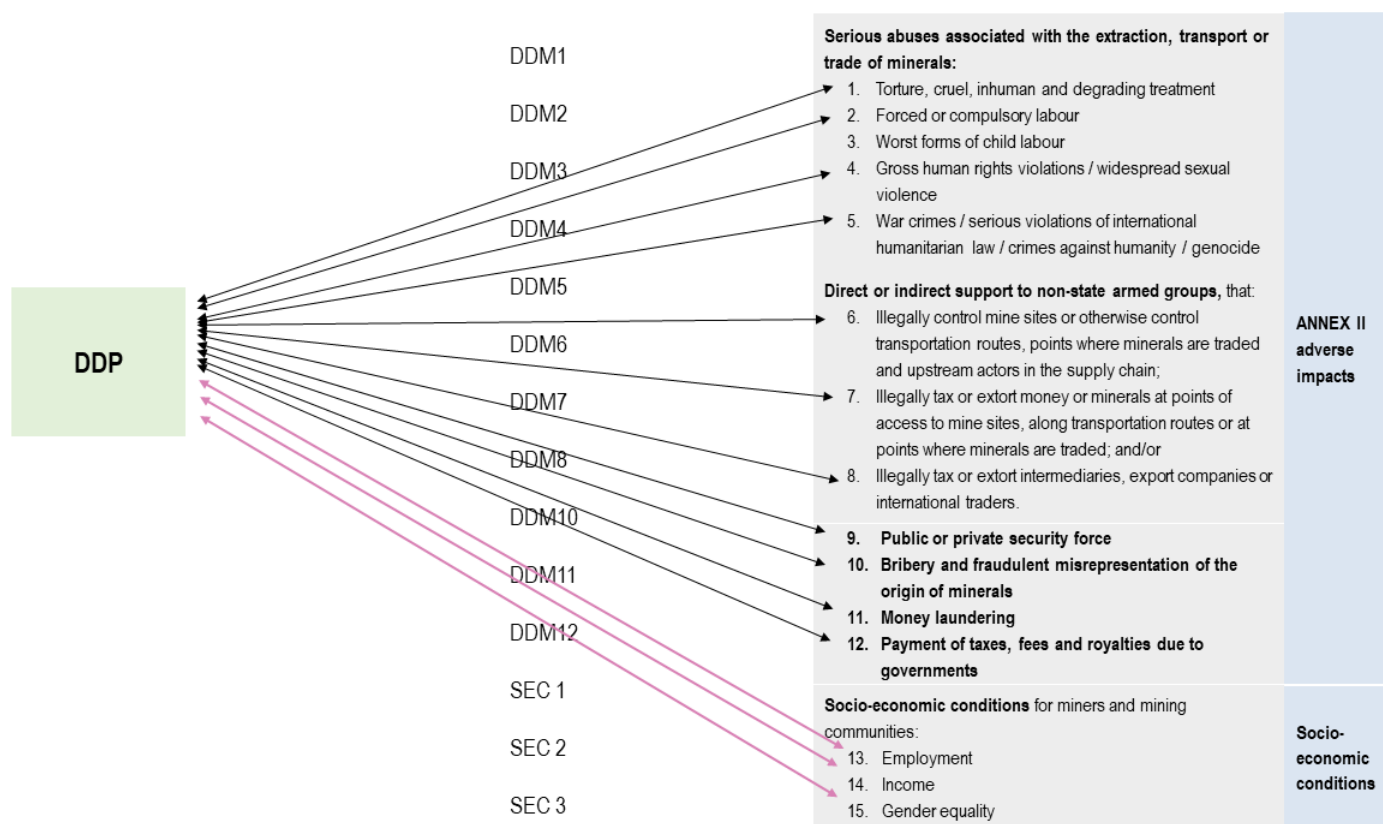 DDP
DDM1
DDM2
DDM3
DDM4
DDM5
DDM6
DDM7
DDM8
DDM10
DDM11
DDM12
SEC 1
SEC 2
SEC 3
Serious abuses associated with the extraction, transport or
trade of minerals:
1. Torture, cruel, inhuman and degrading treatment
2. Forced or compulsory labour
3. Worst forms of child labour
4. Gross human rights violations / widespread sexual
violence
5. War crimes / serious violations of international
humanitarian law / crimes against humanity / genocide
Direct or indirect support to non-state armed groups, that:
6. Illegally control mine sites or otherwise control
transportation routes, points where minerals are traded
and upstream actors in the supply chain;
7. Illegally tax or extort money or minerals at points of
access to mine sites, along transportation routes or at
points where minerals are traded; and/or
8. Illegally tax or extort intermediaries, export companies or
international traders.
9. Public or private security force
10. Bribery and fraudulent misrepresentation of the
origin of minerals
11. Money laundering
12. Payment of taxes, fees and royalties due to
governments
Socio-economic conditions for miners and mining
communities:
13. Employment
14. Income
15. Gender equality
ANNEX II
adverse
impacts
Socio-
economic
conditions